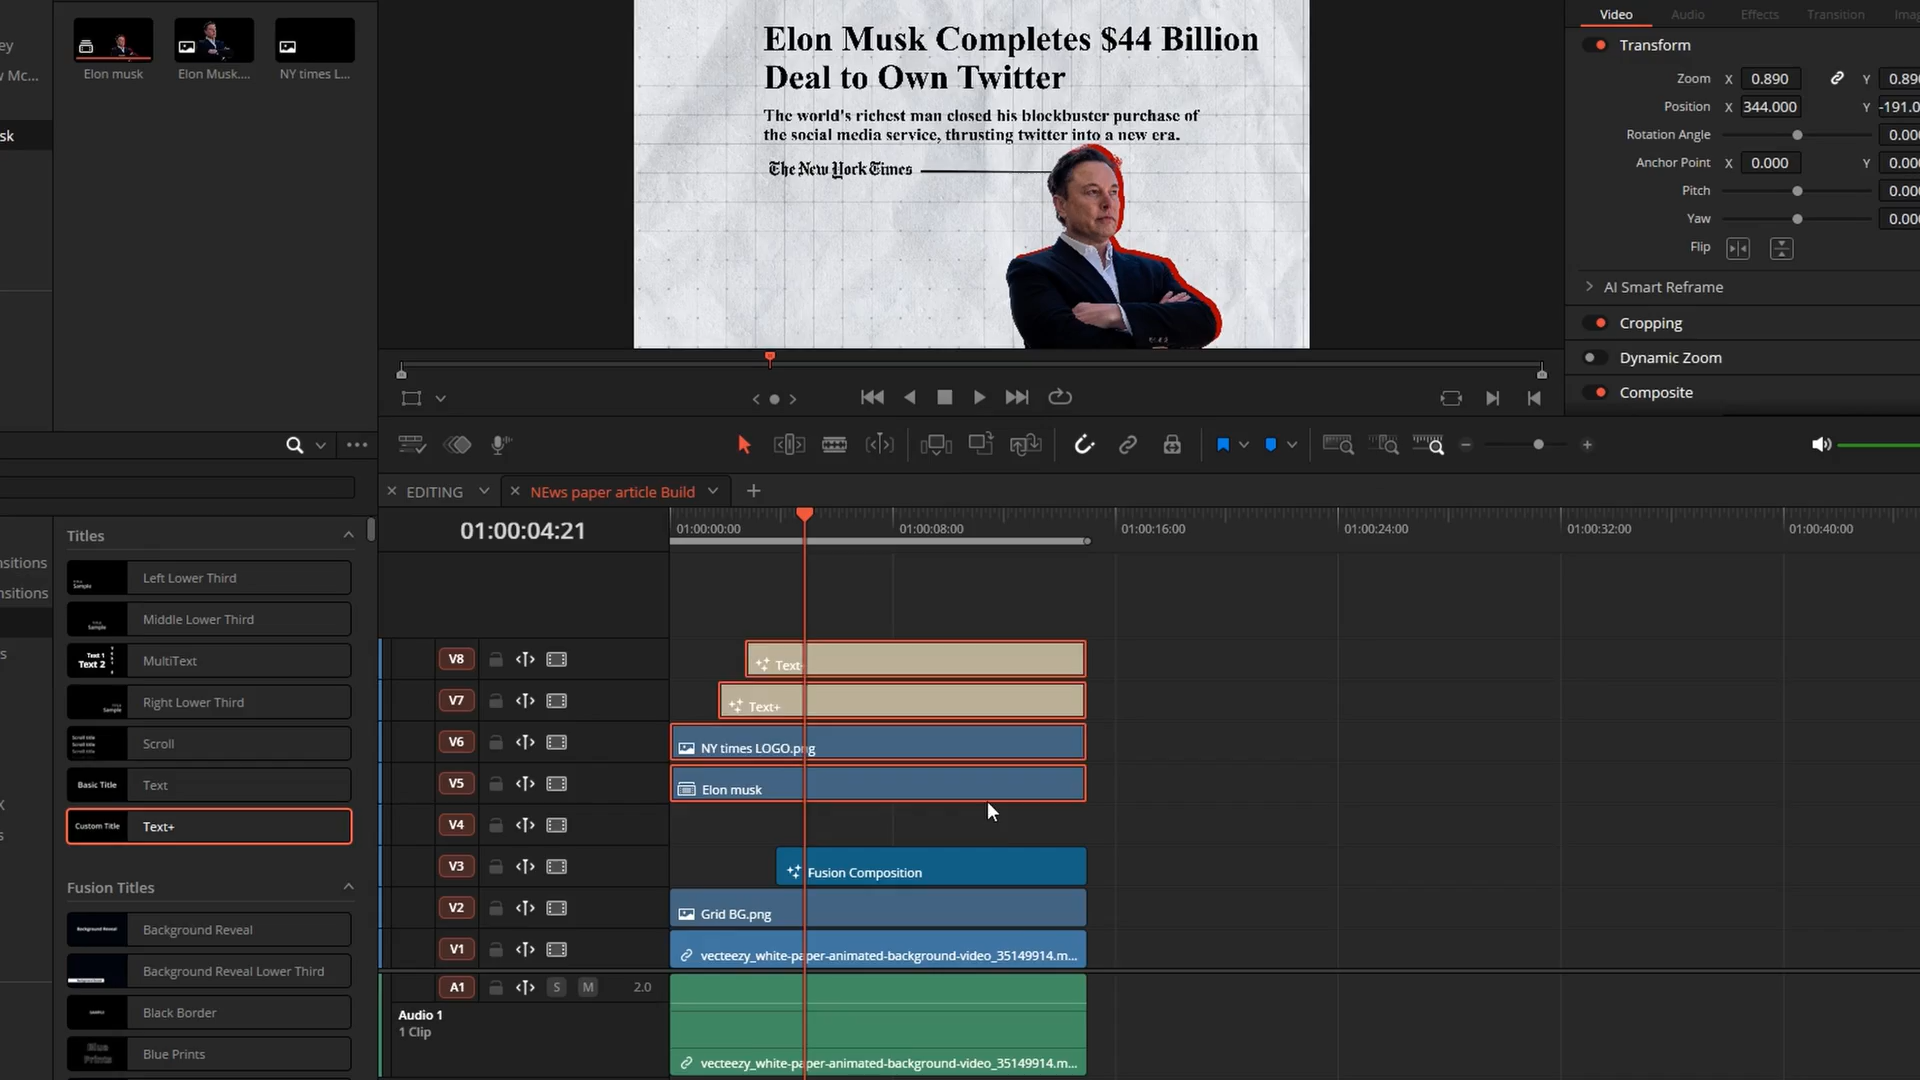 Elon musk
Elon Musk....
NY times L...
ey
w Mc...
sk
Elon Musk Completes $44 Billion
Deal to Own Twitter
The world's richest man closed his blockbuster purchase of
the social media service, thrusting twitter into a new era.
The New York Times
Video
Audio
Effects
Transition
Imag
Transform
Zoom X 0.890 Y 0.890
Position X 344.000 Y -191.0
Rotation Angle 0.000
Anchor Point X 0.000 Y 0.000
Pitch 0.000
Yaw 0.000
Flip
AI Smart Reframe
Cropping
Dynamic Zoom
Composite
EDITING
NEws paper article Build
01:00:04:21
01:00:00:00
01:00:08:00
01:00:16:00
01:00:24:00
01:00:32:00
01:00:40:00
Titles
Left Lower Third
Middle Lower Third
Text 1
Text 2
MultiText
Right Lower Third
Scroll
Basic Title
Text
Custom Title
Text+
Fusion Titles
Background Reveal
Background Reveal Lower Third
Black Border
Blue Prints
Blue Prints
sitions
sitions
s
X
s
V8
Text
V7
Text+
V6
NY times LOGO.png
V5
Elon musk
V4
V3
Fusion Composition
V2
Grid BG.png
V1
vecteezy_white-paper-animated-background-video_35149914.m...
A1
S
M
2.0
Audio 1
1 Clip
vecteezy_white-paper-animated-background-video_35149914.m...